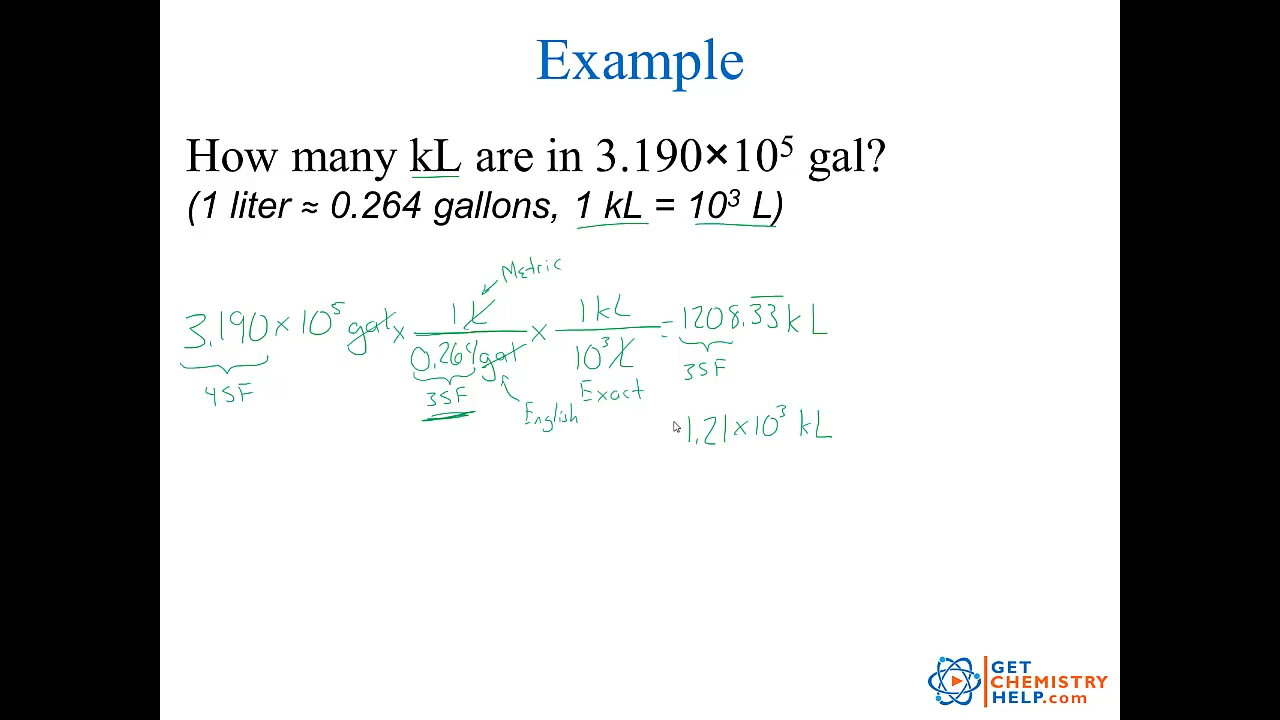 Example
How many kL are in 3.190×10⁵ gal?
(1 liter ≈ 0.264 gallons, 1 kL = 10³ L)
Metric
3.190 × 10⁵ gal × 1 L / 0.264 gal × 1 kL / 10³ L = 1208.33 kL
4SF
3SF
Exact
3SF
English
1.21 × 10³ kL
GET
CHEMISTRY
HELP.com